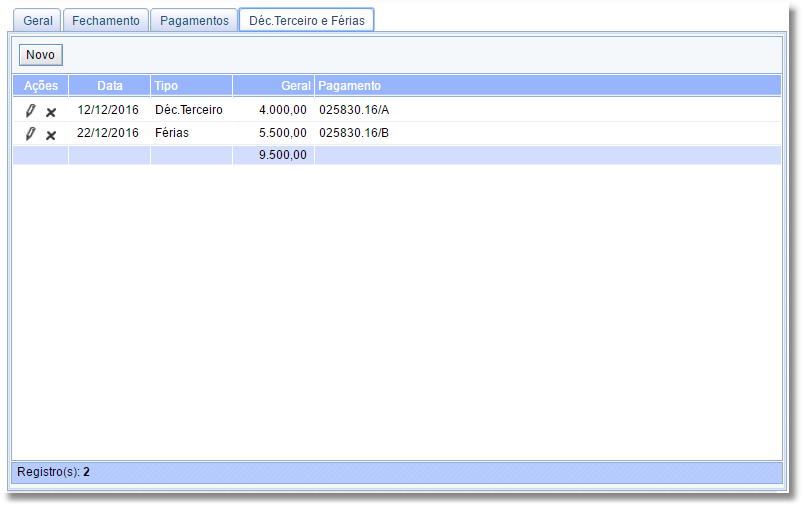 Geral Fechamento Pagamentos Déc.Terceiro e Férias
Novo
Ações Data Tipo Geral Pagamento
12/12/2016 Déc.Terceiro 4.000,00 025830.16/A
22/12/2016 Férias 5.500,00 025830.16/B
9.500,00
Registro(s): 2